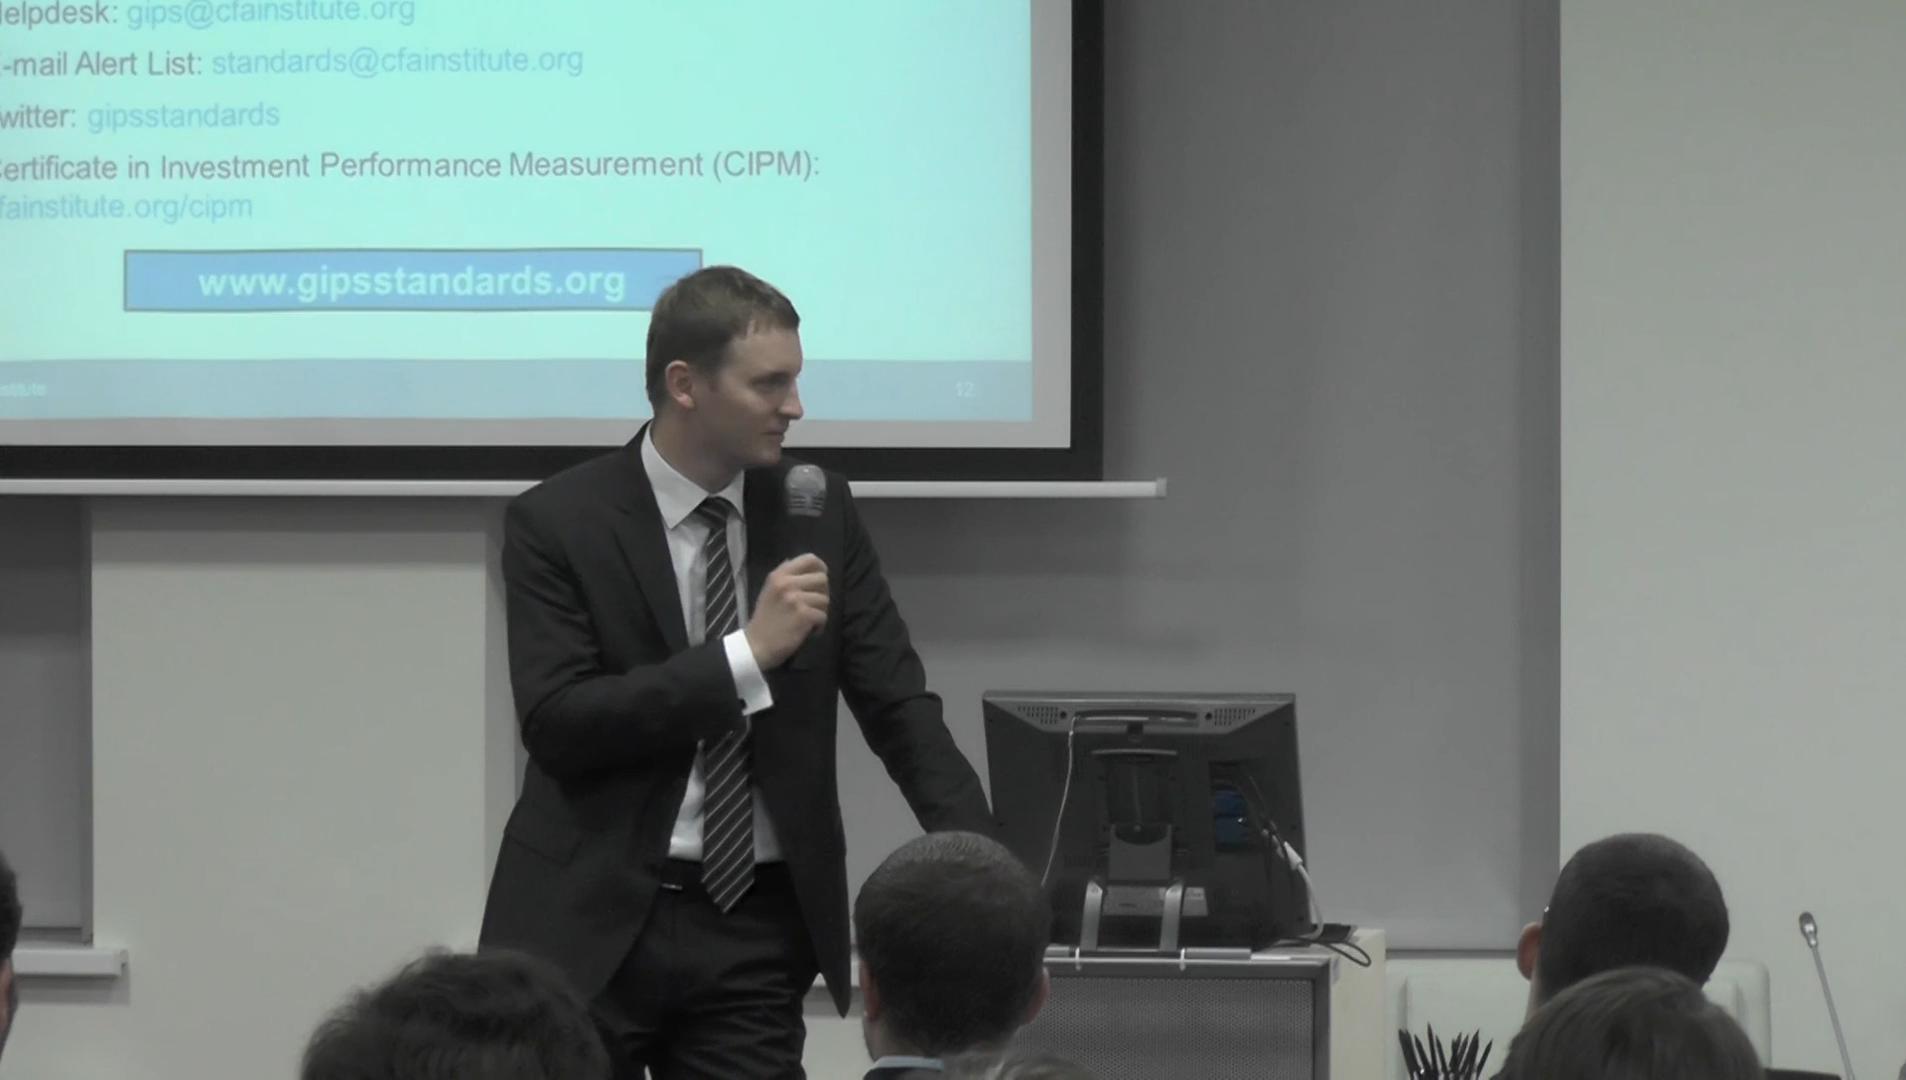 elpdesk: gips@cfainstitute.org
-mail Alert List: standards@cfainstitute.org
witter: gipsstandards
ertificate in Investment Performance Measurement (CIPM):
fainstitute.org/cipm
www.gipsstandards.org
stitute 12